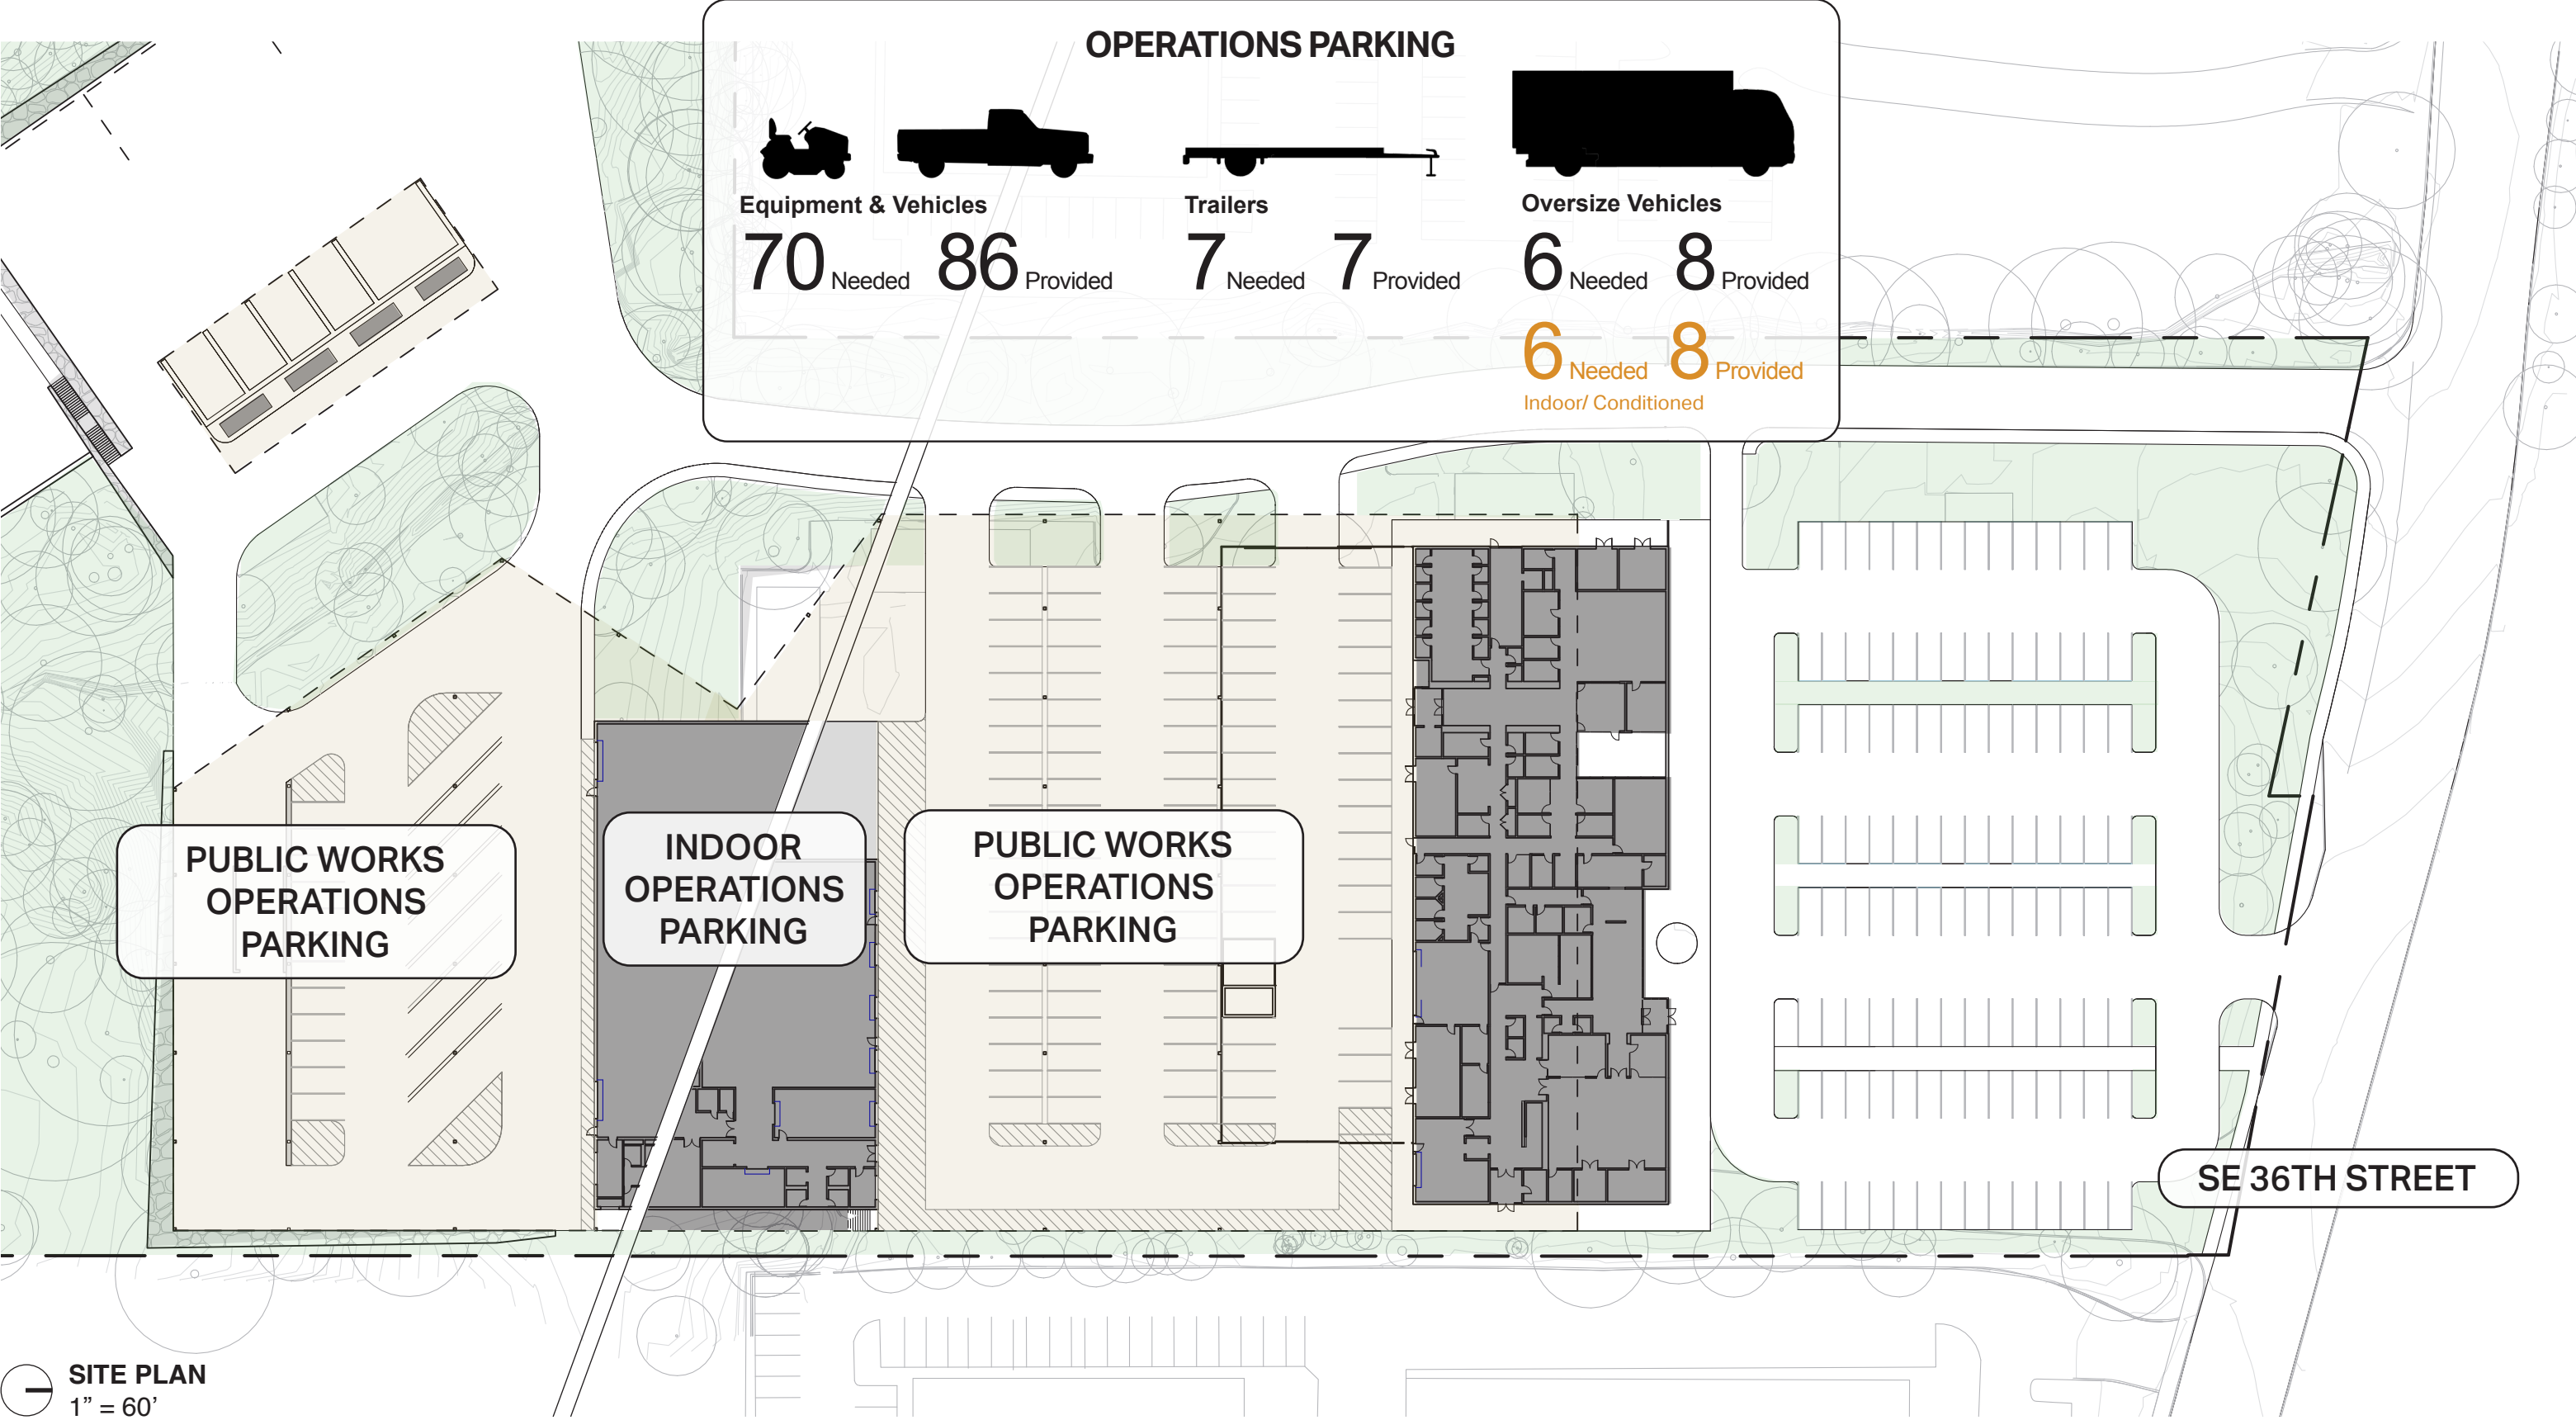 OPERATIONS PARKING
Equipment & Vehicles
70 Needed 86 Provided
Trailers
7 Needed 7 Provided
Oversize Vehicles
6 Needed 8 Provided
6 Needed 8 Provided
Indoor/ Conditioned
PUBLIC WORKS
OPERATIONS
PARKING
INDOOR
OPERATIONS
PARKING
PUBLIC WORKS
OPERATIONS
PARKING
SE 36TH STREET
SITE PLAN
1” = 60’